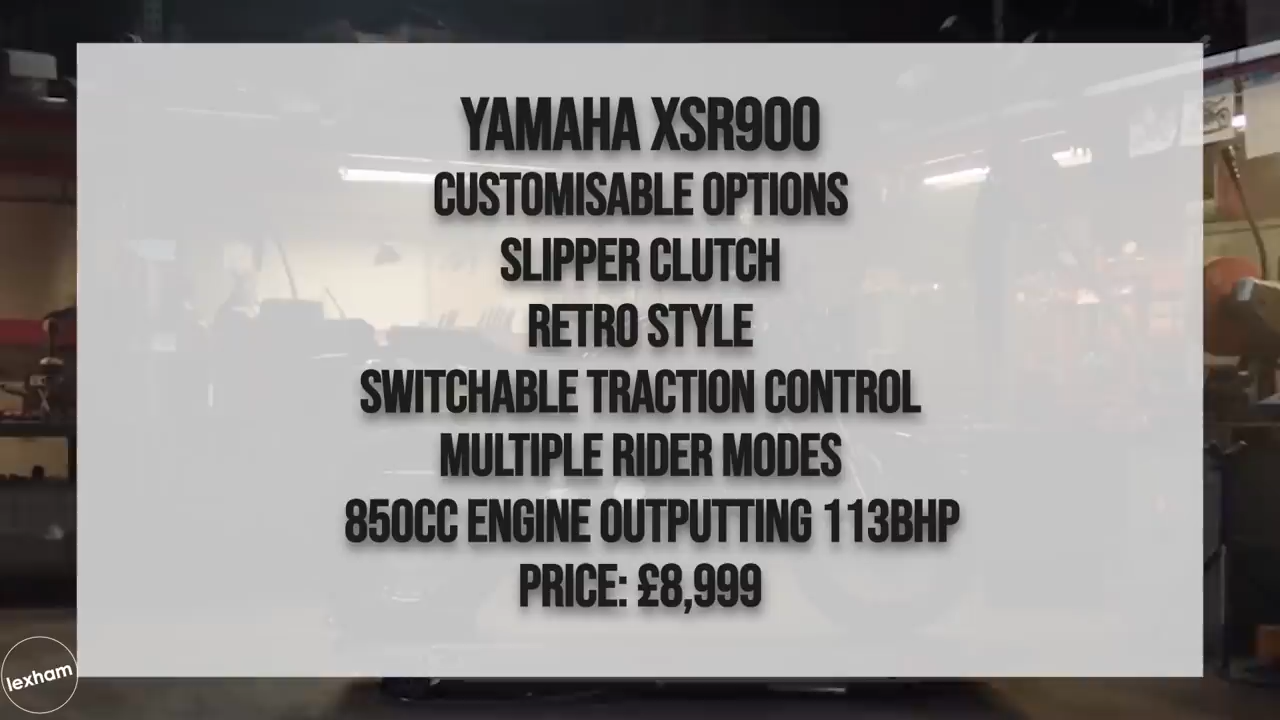 YAMAHA XSR900
CUSTOMISABLE OPTIONS
SLIPPER CLUTCH
RETRO STYLE
SWITCHABLE TRACTION CONTROL
MULTIPLE RIDER MODES
850CC ENGINE OUTPUTTING 113BHP
PRICE: £8,999
lexham